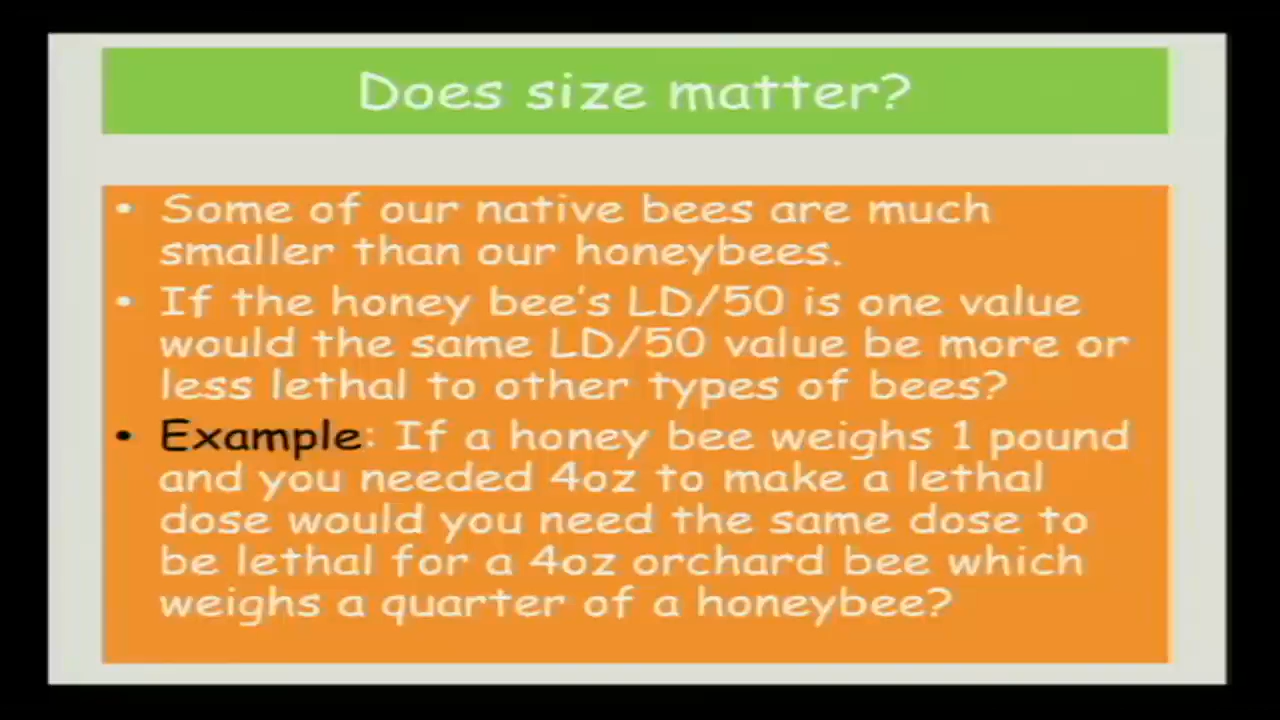 Does size matter?
• Some of our native bees are much
smaller than our honeybees.
• If the honey bee's LD/50 is one value
would the same LD/50 value be more or
less lethal to other types of bees?
• Example: If a honey bee weighs 1 pound
and you needed 4oz to make a lethal
dose would you need the same dose to
be lethal for a 4oz orchard bee which
weighs a quarter of a honeybee?